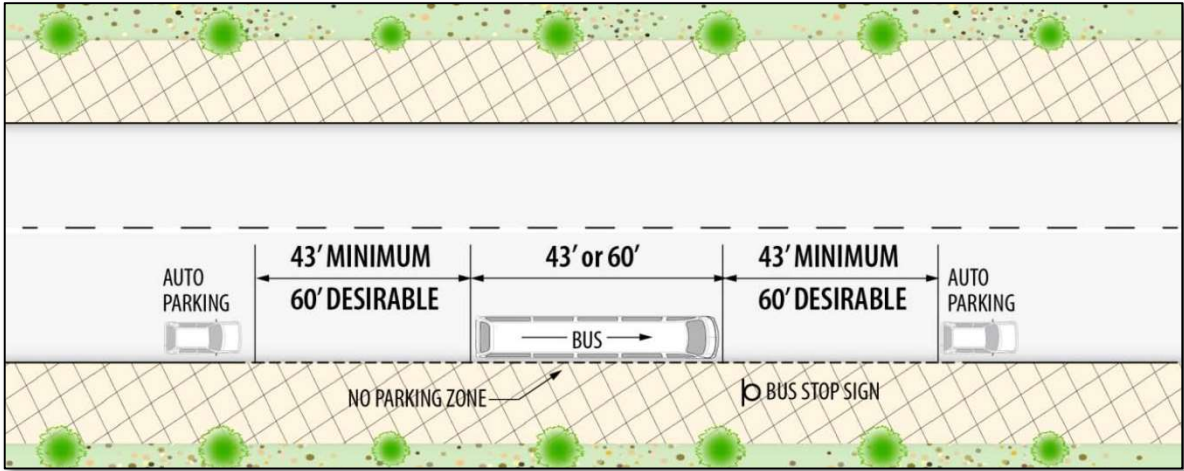 43’ MINIMUM
60’ DESIRABLE
43’ or 60’
43’ MINIMUM
60’ DESIRABLE
AUTO
PARKING
AUTO
PARKING
BUS
NO PARKING ZONE
BUS STOP SIGN